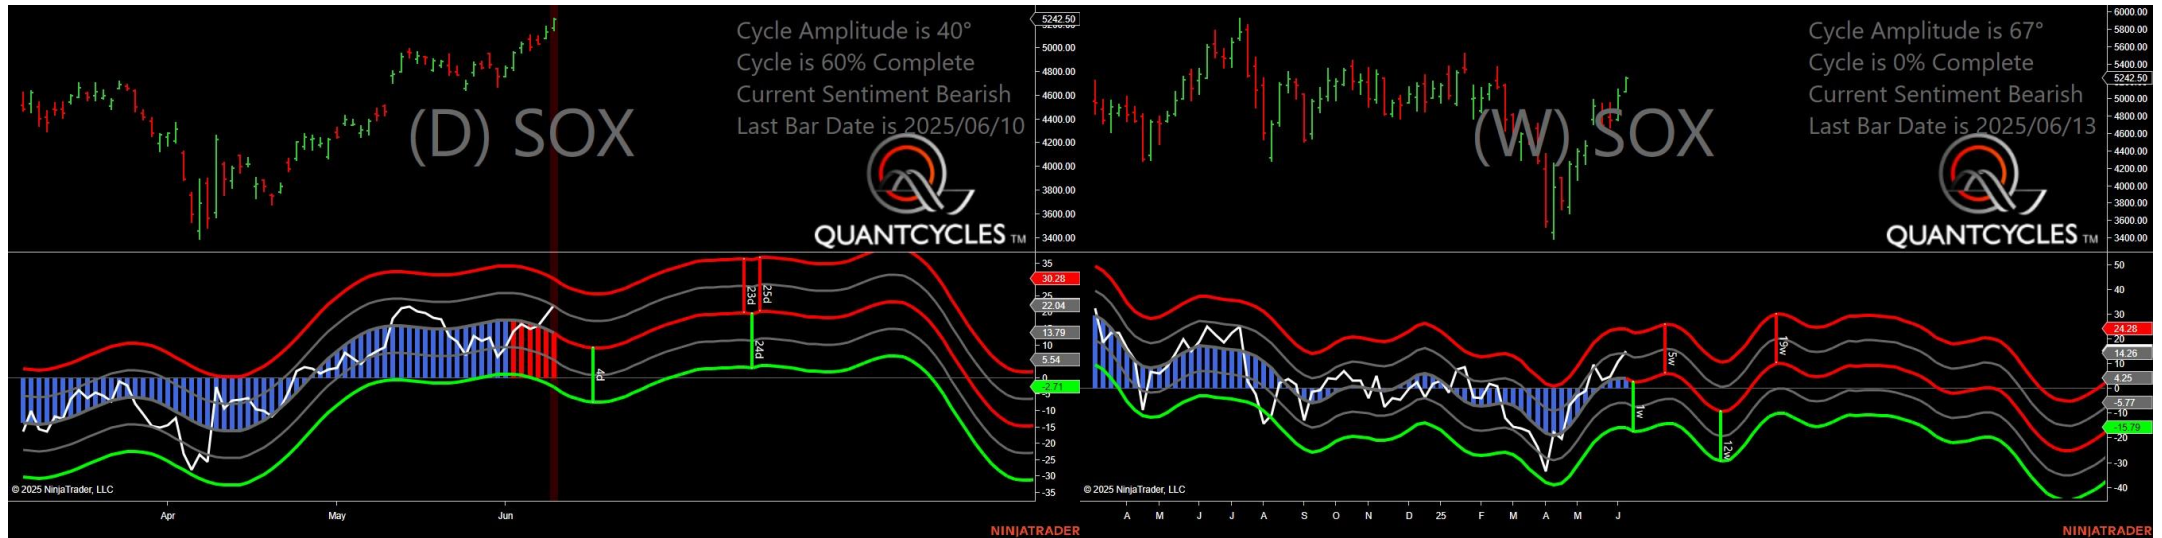 Cycle Amplitude is 40°
Cycle is 60% Complete
Current Sentiment Bearish
Last Bar Date is 2025/06/10
(D) SOX
QUANTCYCLES TM
5242.50
5000.00
4800.00
4600.00
4400.00
4200.00
4000.00
3800.00
3600.00
3400.00
35
30.28
25
22.04
13.79
10
5.54
0
-2.71
-10
-15
-20
-25
-30
-35
4d
23d
25d
24d
© 2025 NinjaTrader, LLC
Apr
May
Jun
NINJATRADER
Cycle Amplitude is 67°
Cycle is 0% Complete
Current Sentiment Bearish
Last Bar Date is 2025/06/13
(W) SOX
QUANTCYCLES TM
6000.00
5800.00
5600.00
5400.00
5242.50
5000.00
4800.00
4600.00
4400.00
4200.00
4000.00
3800.00
3600.00
3400.00
50
40
30
24.28
20
14.26
4.25
0
-5.77
-10
-15.79
-20
-30
-40
1w
5w
12w
19w
© 2025 NinjaTrader, LLC
A
M
J
J
A
S
O
N
D
25
F
M
A
M
J
NINJATRADER